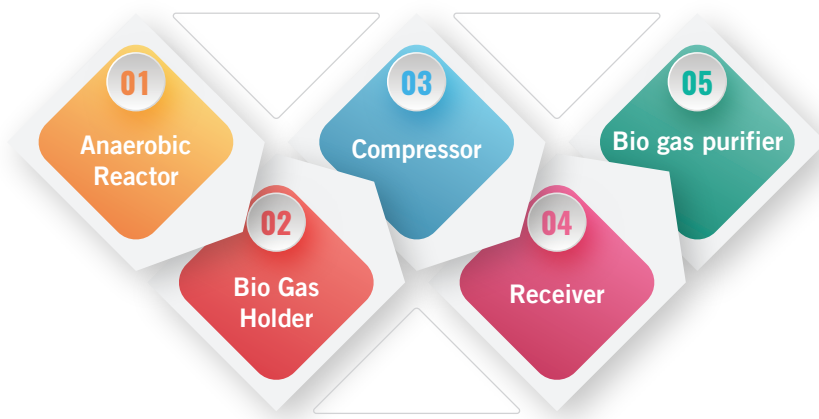 01
Anaerobic
Reactor
02
Bio Gas
Holder
03
Compressor
04
Receiver
05
Bio gas purifier